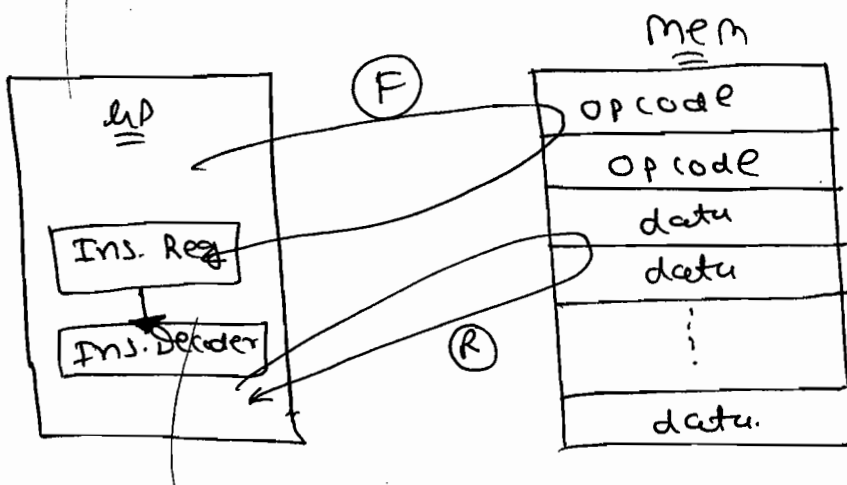 mem
F
μP
opcode
opcode
Ins. Reg
data
data
Ins. Decoder
R
data.